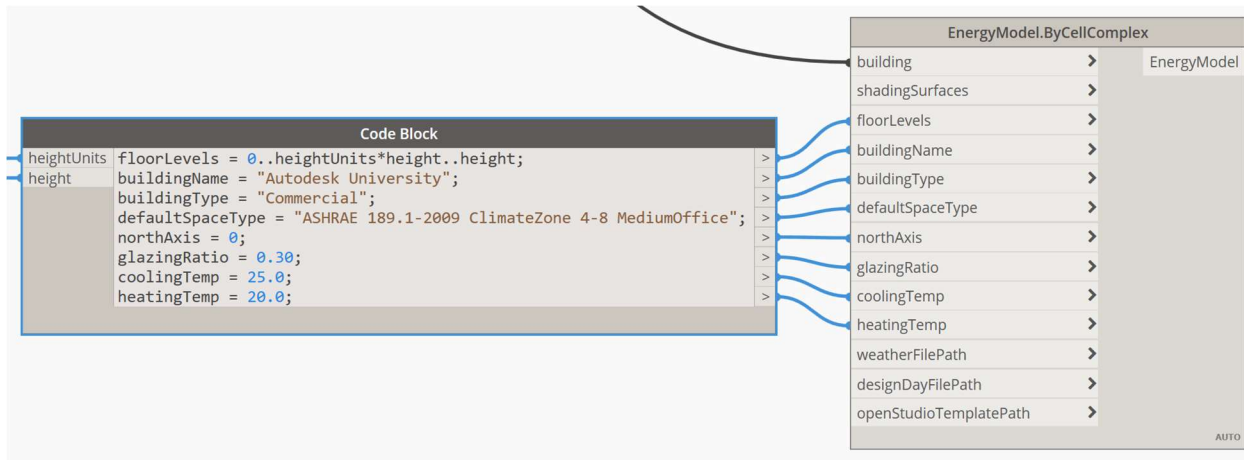 EnergyModel.ByCellComplex
building > EnergyModel
shadingSurfaces >
floorLevels >
buildingName >
buildingType >
defaultSpaceType >
northAxis >
glazingRatio >
coolingTemp >
heatingTemp >
weatherFilePath >
designDayFilePath >
openStudioTemplatePath >
AUTO
Code Block
heightUnits floorLevels = 0..heightUnits*height..height; >
height buildingName = "Autodesk University"; >
buildingType = "Commercial"; >
defaultSpaceType = "ASHRAE 189.1-2009 ClimateZone 4-8 MediumOffice"; >
northAxis = 0; >
glazingRatio = 0.30; >
coolingTemp = 25.0; >
heatingTemp = 20.0; >